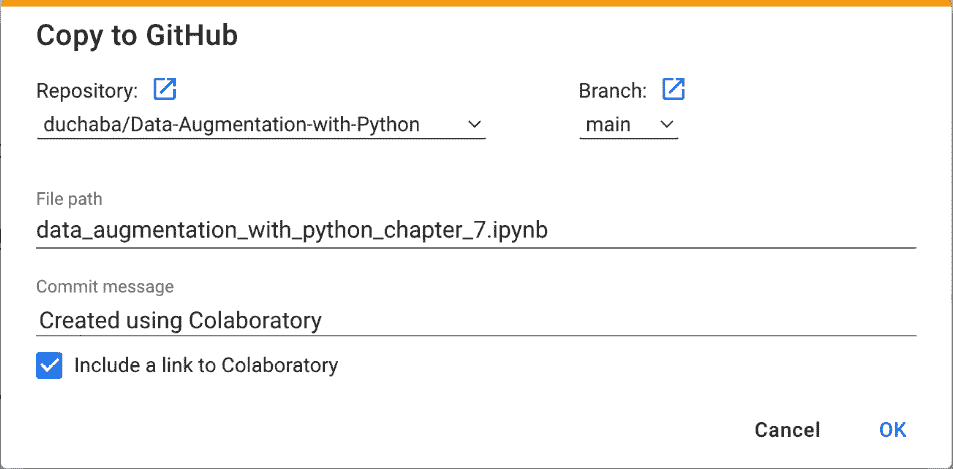 Copy to GitHub
Repository: Branch:
duchaba/Data-Augmentation-with-Python main
File path
data_augmentation_with_python_chapter_7.ipynb
Commit message
Created using Colaboratory
Include a link to Colaboratory
Cancel OK